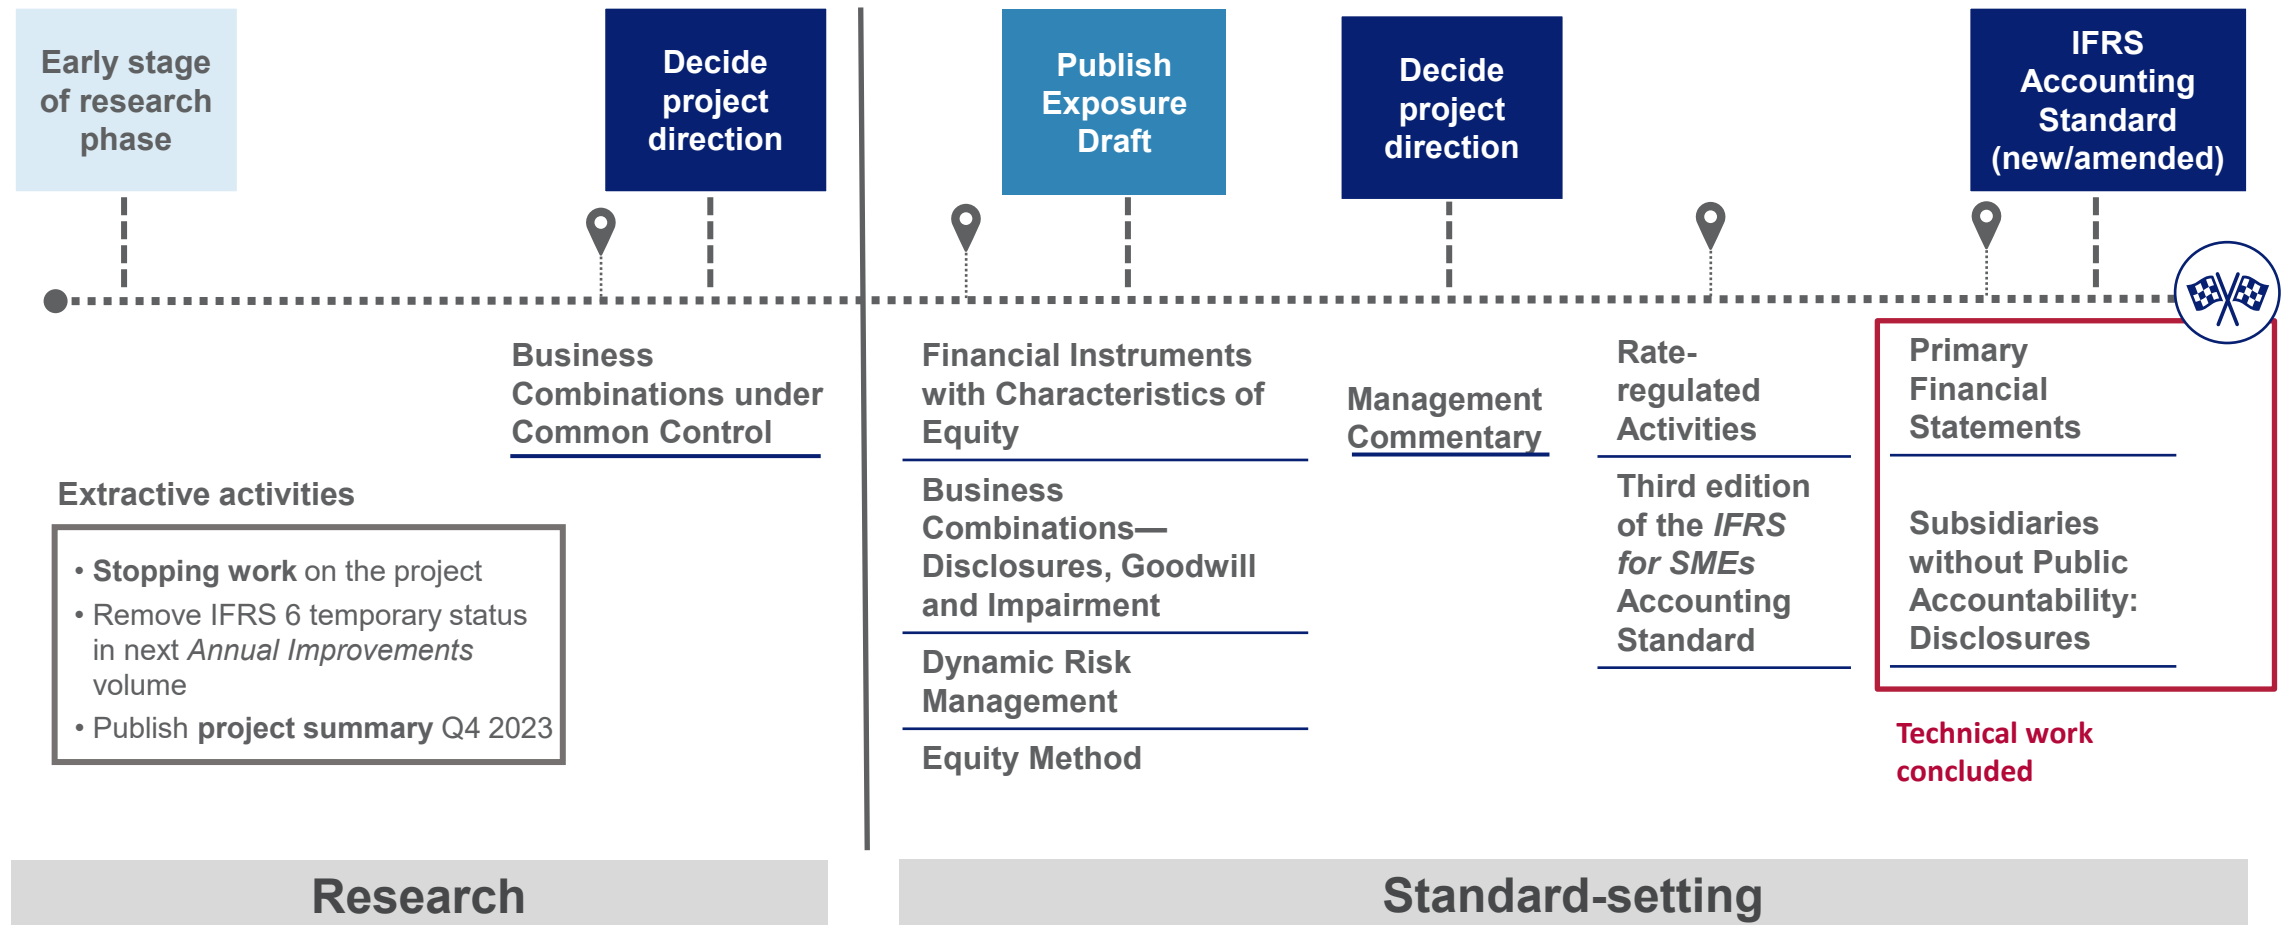 Early stage
of research
phase
Decide
project
direction
Publish
Exposure
Draft
Decide
project
direction
IFRS
Accounting
Standard
(new/amended)
Business
Combinations under
Common Control
Extractive activities
• Stopping work on the project
• Remove IFRS 6 temporary status
in next Annual Improvements
volume
• Publish project summary Q4 2023
Financial Instruments
with Characteristics of
Equity
Business
Combinations—
Disclosures, Goodwill
and Impairment
Dynamic Risk
Management
Equity Method
Management
Commentary
Rate-
regulated
Activities
Third edition
of the IFRS
for SMEs
Accounting
Standard
Primary
Financial
Statements
Subsidiaries
without Public
Accountability:
Disclosures
Technical work
concluded
Research
Standard-setting